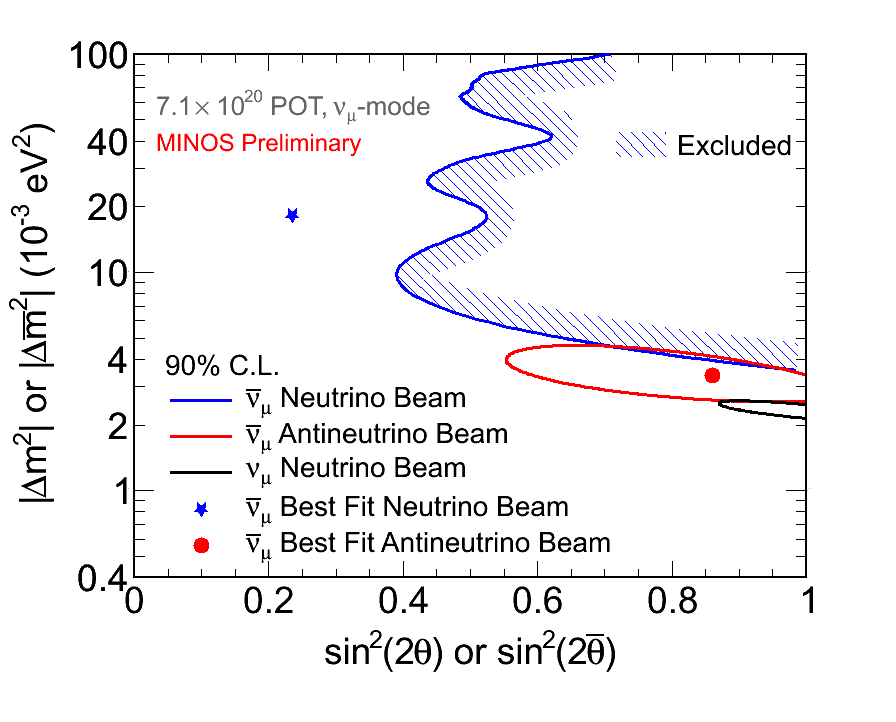 100
40
20
10
4
2
1
0.4
|Δm²| or |Δm̅²| (10⁻³ eV²)
7.1× 10²⁰ POT, νμ-mode
MINOS Preliminary
Excluded
90% C.L.
ν̅μ Neutrino Beam
ν̅μ Antineutrino Beam
νμ Neutrino Beam
ν̅μ Best Fit Neutrino Beam
ν̅μ Best Fit Antineutrino Beam
0 0.2 0.4 0.6 0.8 1
sin²(2θ) or sin²(2θ̅)